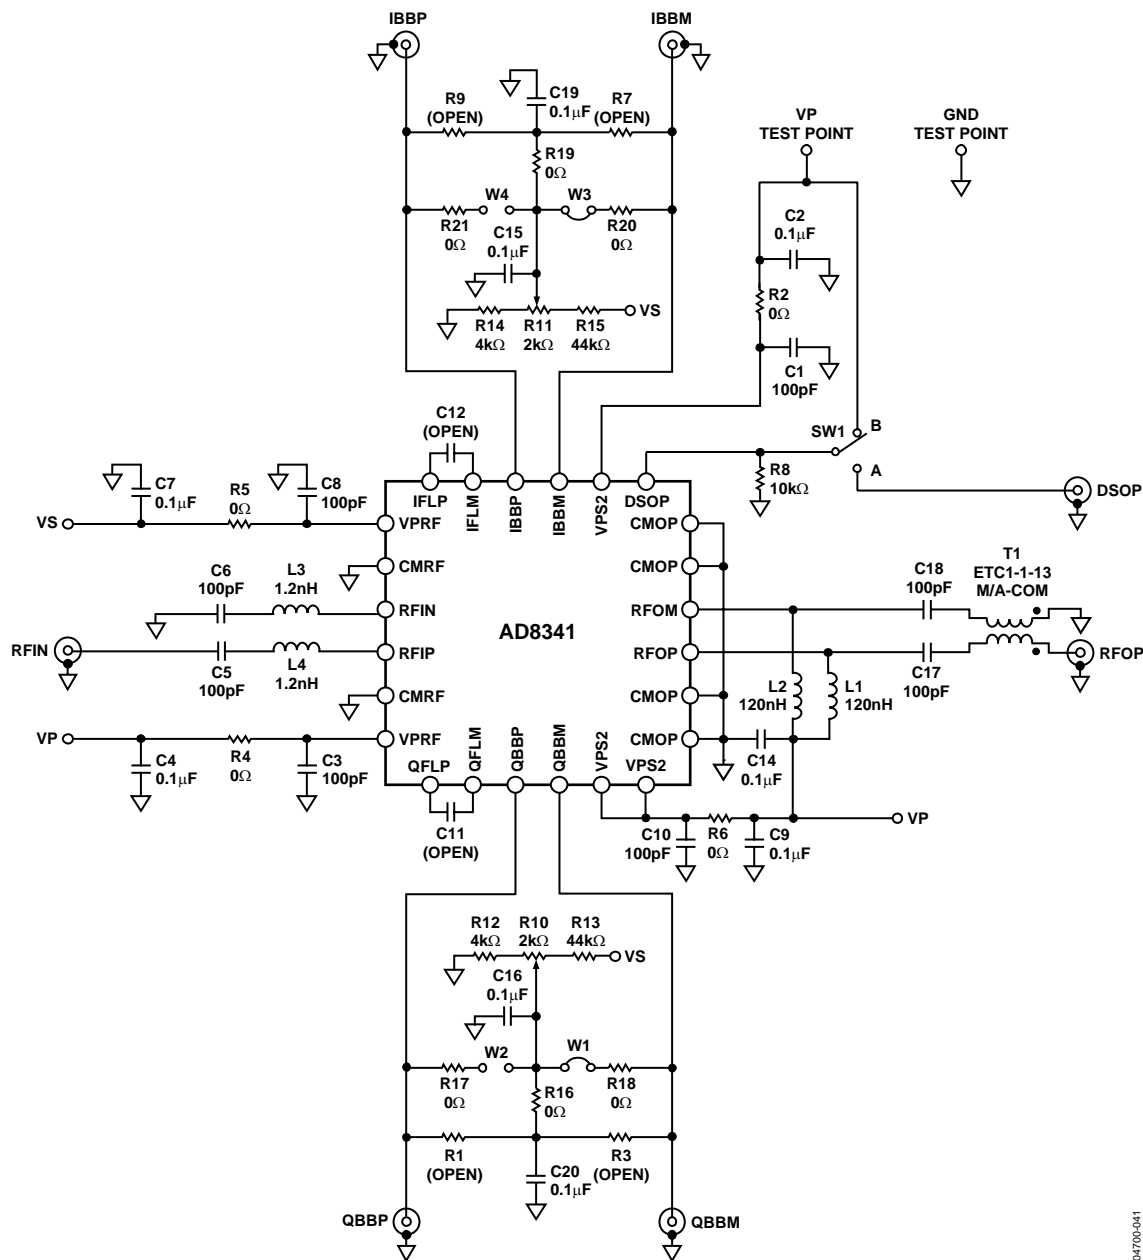 IBBP
IBBM
R9
(OPEN)
C19
0.1µF
R7
(OPEN)
VP
TEST POINT
GND
TEST POINT
R19
0Ω
W4
W3
R21
0Ω
C15
0.1µF
R20
0Ω
C2
0.1µF
R2
0Ω
VS
R14
4kΩ
R11
2kΩ
R15
44kΩ
C1
100pF
C12
(OPEN)
SW1
B
A
R8
10kΩ
DSOP
C7
0.1µF
R5
0Ω
C8
100pF
VS
IFLP
IFLM
IBBP
IBBM
VPS2
DSOP
VPRF
CMOP
CMRF
CMOP
C6
100pF
L3
1.2nH
RFIN
RFOM
C18
100pF
T1
ETC1-1-13
M/A-COM
AD8341
RFIN
RFIP
RFOP
RFOP
C5
100pF
L4
1.2nH
C17
100pF
L2
120nH
L1
120nH
CMRF
CMOP
VP
VPRF
CMOP
C4
0.1µF
R4
0Ω
C3
100pF
C14
0.1µF
QFLP
QFLM
QBBP
QBBM
VPS2
VPS2
C11
(OPEN)
C10
100pF
R6
0Ω
C9
0.1µF
VP
R12
4kΩ
R10
2kΩ
R13
44kΩ
VS
C16
0.1µF
W2
W1
R17
0Ω
R16
0Ω
R18
0Ω
R1
(OPEN)
C20
0.1µF
R3
(OPEN)
QBBP
QBBM
04700-041